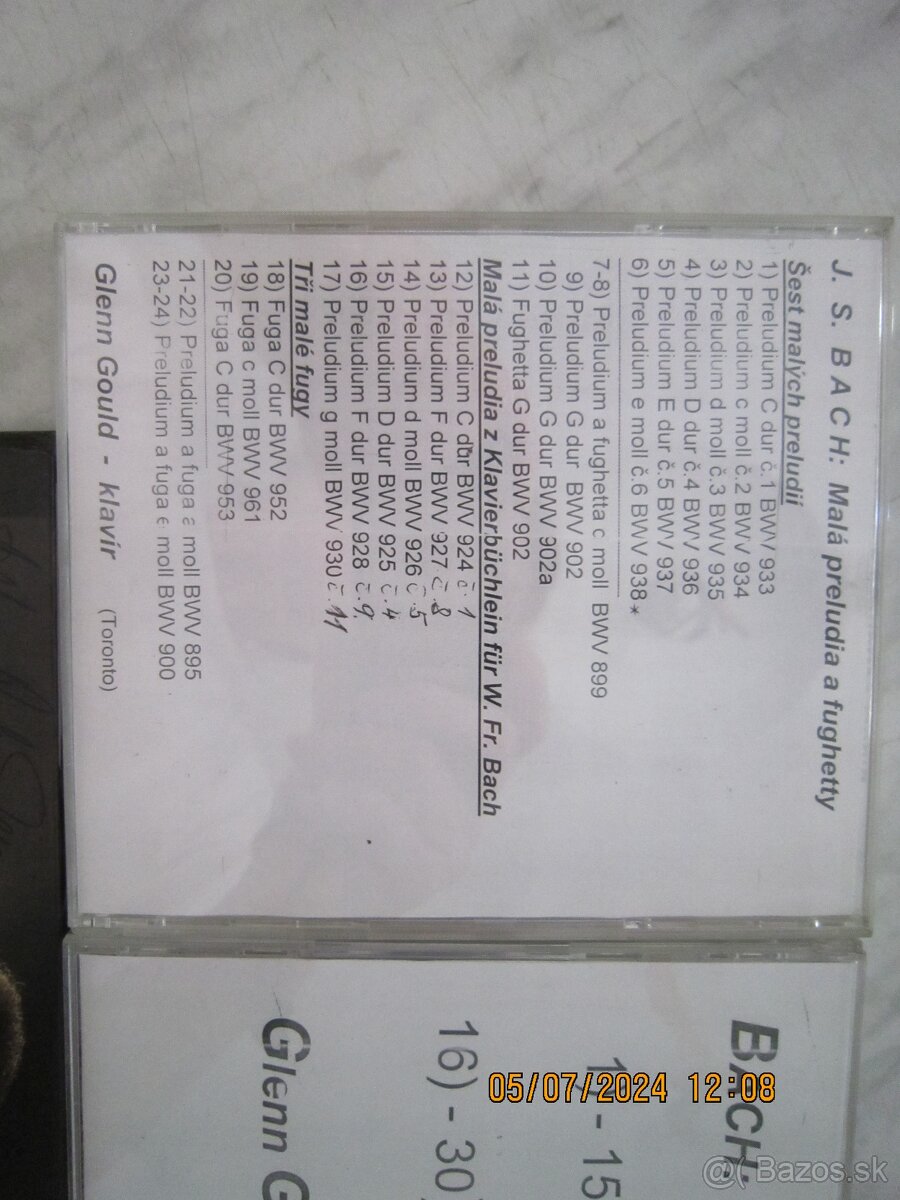 J. S. BACH: Malá preludia a fughetty
Šest malých preludií
1) Preludium C dur č.1 BWV 933
2) Preludium c moll č.2 BWV 934
3) Preludium d moll č.3 BWV 935
4) Preludium D dur č.4 BWV 936
5) Preludium E dur č.5 BWV 937
6) Preludium e moll č.6 BWV 938*
7-8) Preludium a fughetta c moll BWV 899
9) Preludium G dur BWV 902
10) Preludium G dur BWV 902a
11) Fughetta G dur BWV 902
Malá preludia z Klavierbüchlein für W. Fr. Bach
12) Preludium C dur BWV 924 č.1
13) Preludium F dur BWV 927 č.8
14) Preludium d moll BWV 926 č.5
15) Preludium D dur BWV 925 č.4
16) Preludium F dur BWV 928 č.9.
17) Preludium g moll BWV 930 č.11
Tři malé fugy
18) Fuga C dur BWV 952
19) Fuga c moll BWV 961
20) Fuga C dur BWV 953
21-22) Preludium a fuga a moll BWV 895
23-24) Preludium a fuga e moll BWV 900
Glenn Gould - klavír (Toronto)
BACH:
1) - 15
16) - 30)
Glenn G
05/07/2024 12:08
@( Bazos.sk